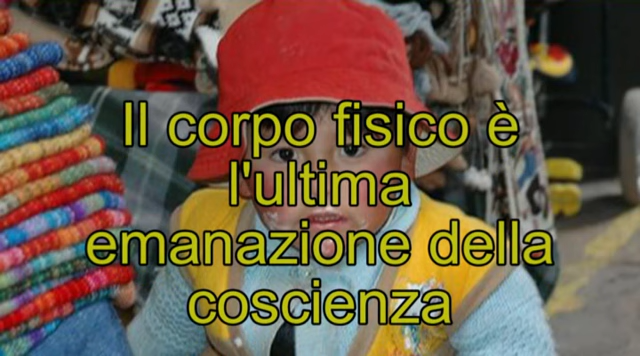 Il corpo fisico è
l'ultima
emanazione della
coscienza